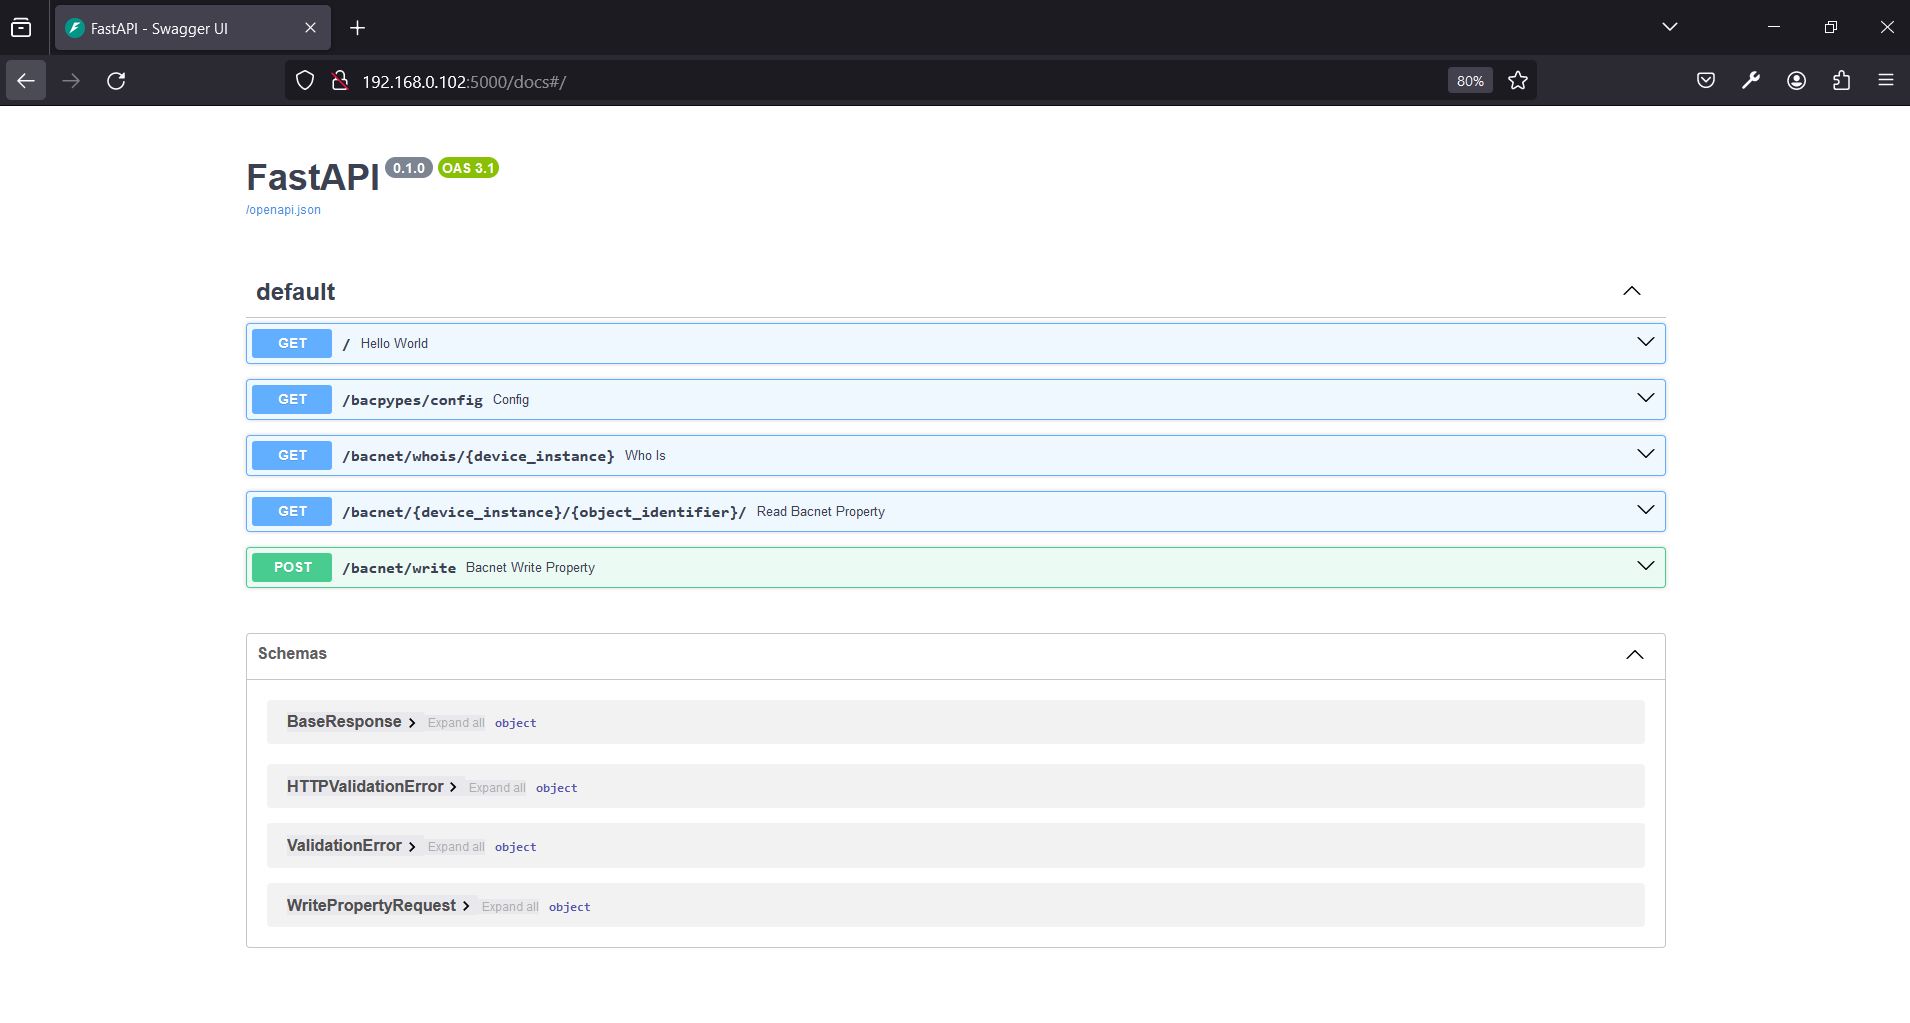 FastAPI - Swagger UI
192.168.0.102:5000/docs#/
80%
FastAPI 0.1.0 OAS 3.1
/openapi.json
default
GET / Hello World
GET /bacpypes/config Config
GET /bacnet/whois/{device_instance} Who Is
GET /bacnet/{device_instance}/{object_identifier}/ Read Bacnet Property
POST /bacnet/write Bacnet Write Property
Schemas
BaseResponse Expand all object
HTTPValidationError Expand all object
ValidationError Expand all object
WritePropertyRequest Expand all object